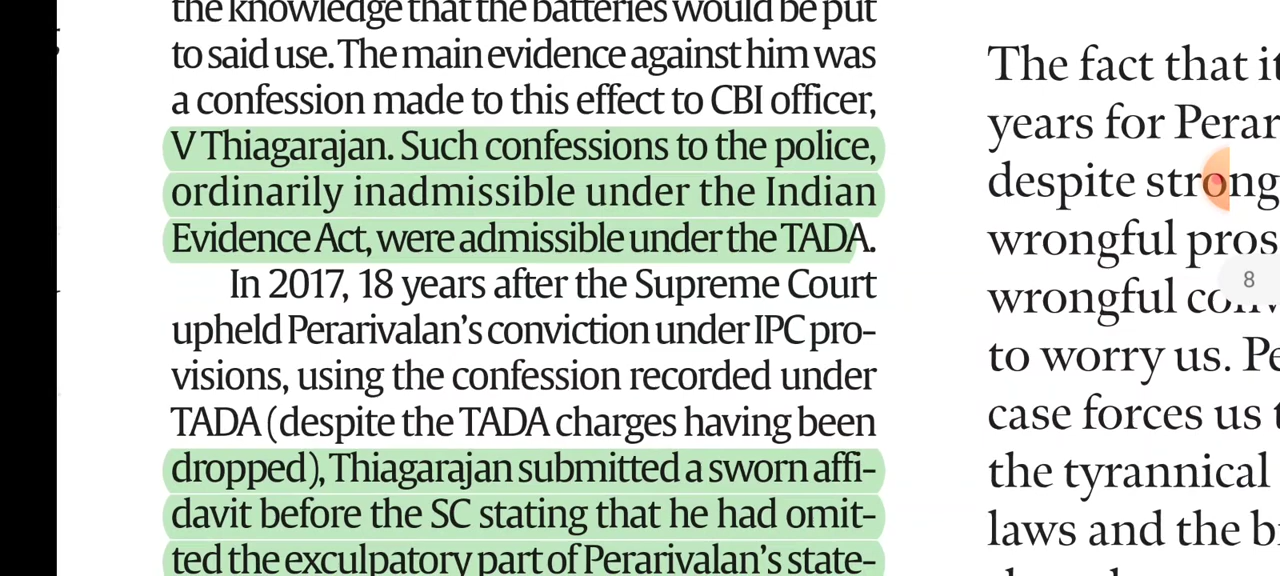 the knowledge that the batteries would be put
to said use. The main evidence against him was
a confession made to this effect to CBI officer,
V Thiagarajan. Such confessions to the police,
ordinarily inadmissible under the Indian
Evidence Act, were admissible under the TADA.
In 2017, 18 years after the Supreme Court
upheld Perarivalan's conviction under IPC pro-
visions, using the confession recorded under
TADA (despite the TADA charges having been
dropped), Thiagarajan submitted a sworn affi-
davit before the SC stating that he had omit-
ted the exculpatory part of Perarivalan's state-
The fact that it
years for Perar
despite strong
wrongful pros
wrongful
to worry us. Pe
case forces us t
the tyrannical
laws and the b
8